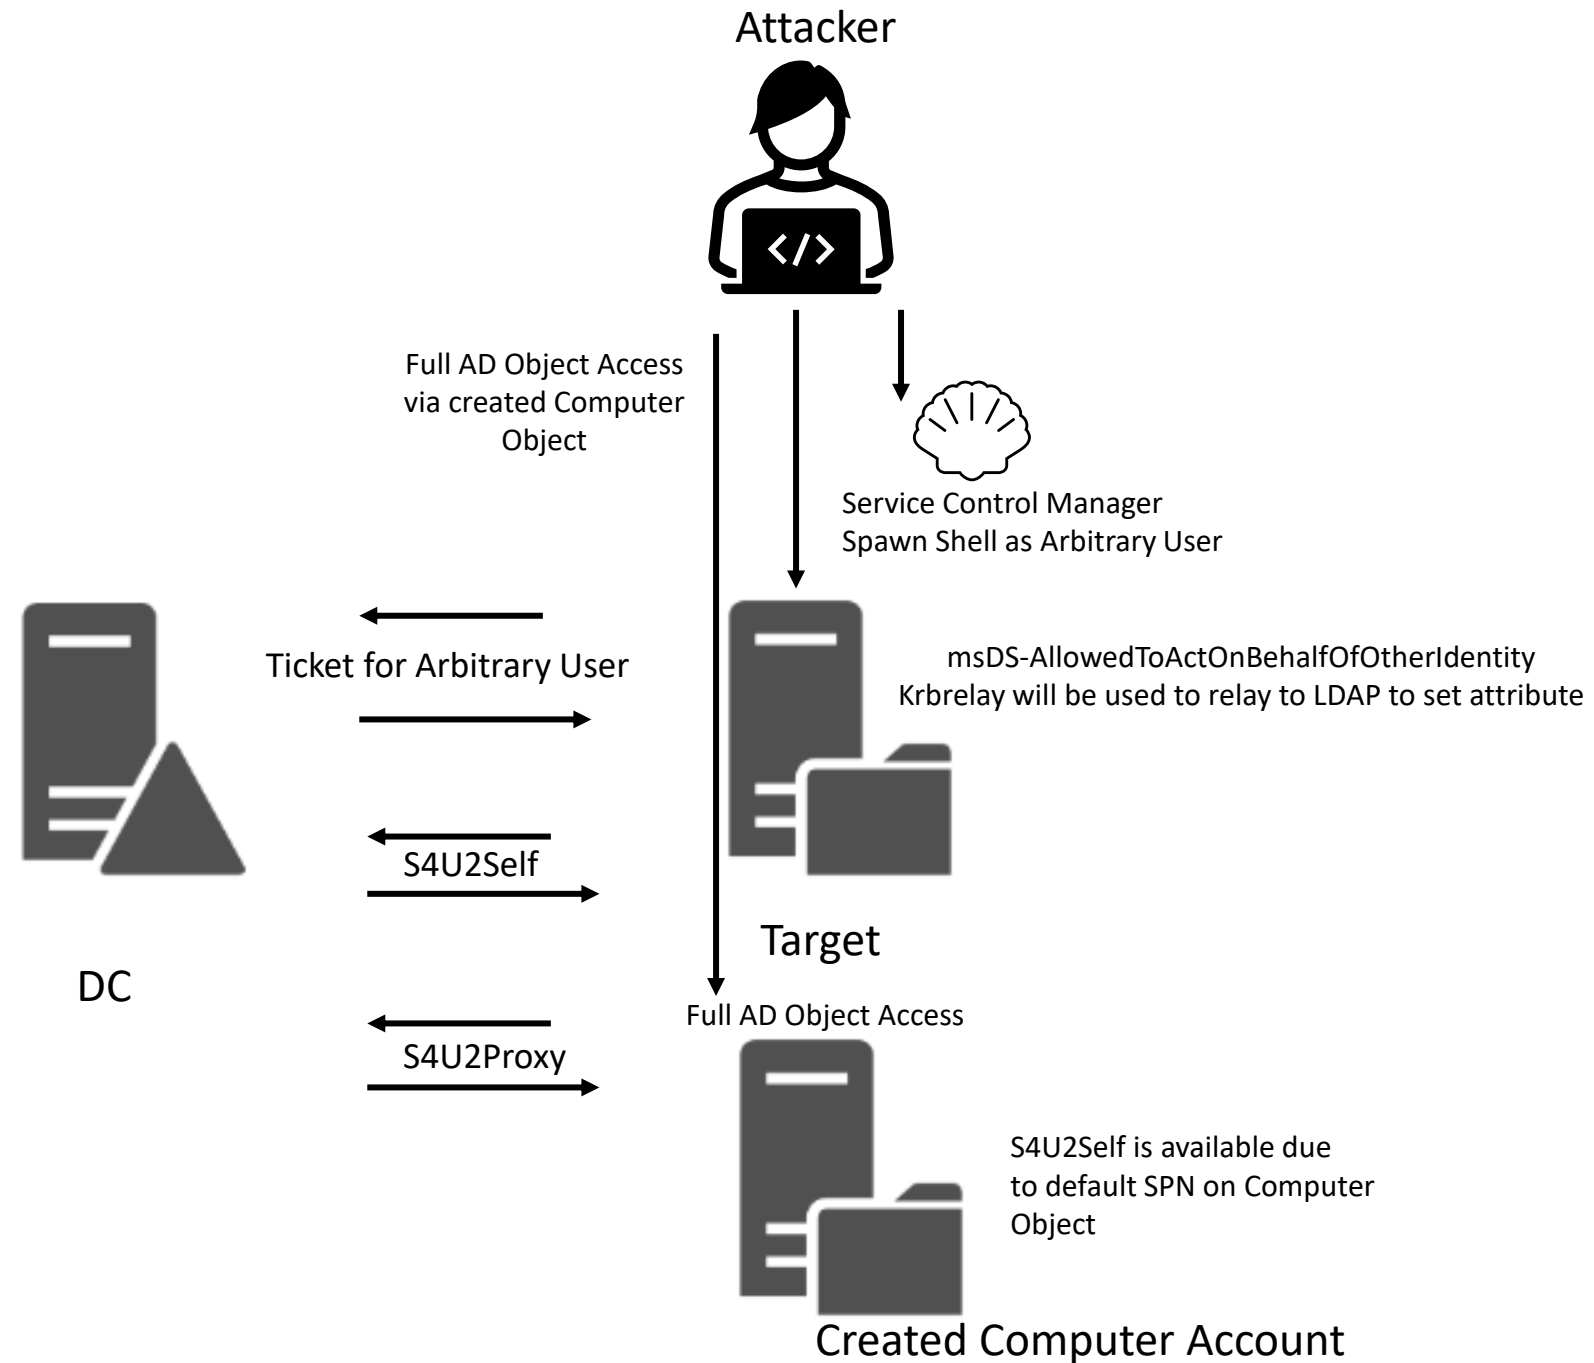 Attacker
</>
Full AD Object Access
via created Computer
Object
Service Control Manager
Spawn Shell as Arbitrary User
Ticket for Arbitrary User
msDS-AllowedToActOnBehalfOfOtherIdentity
Krbrelay will be used to relay to LDAP to set attribute
S4U2Self
Target
DC
Full AD Object Access
S4U2Proxy
S4U2Self is available due
to default SPN on Computer
Object
Created Computer Account